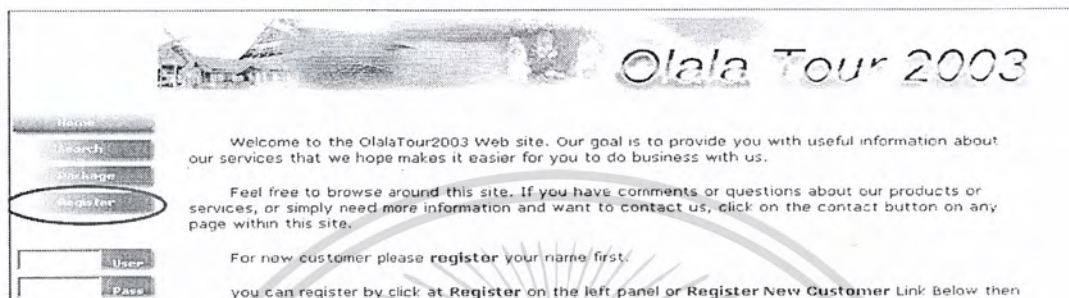 Olala Tour 2003
Home
Search
Package
Register
User
Pass
Welcome to the OlalaTour2003 Web site. Our goal is to provide you with useful information about
our services that we hope makes it easier for you to do business with us.
Feel free to browse around this site. If you have comments or questions about our products or
services, or simply need more information and want to contact us, click on the contact button on any
page within this site.
For new customer please register your name first.
you can register by click at Register on the left panel or Register New Customer Link Below then